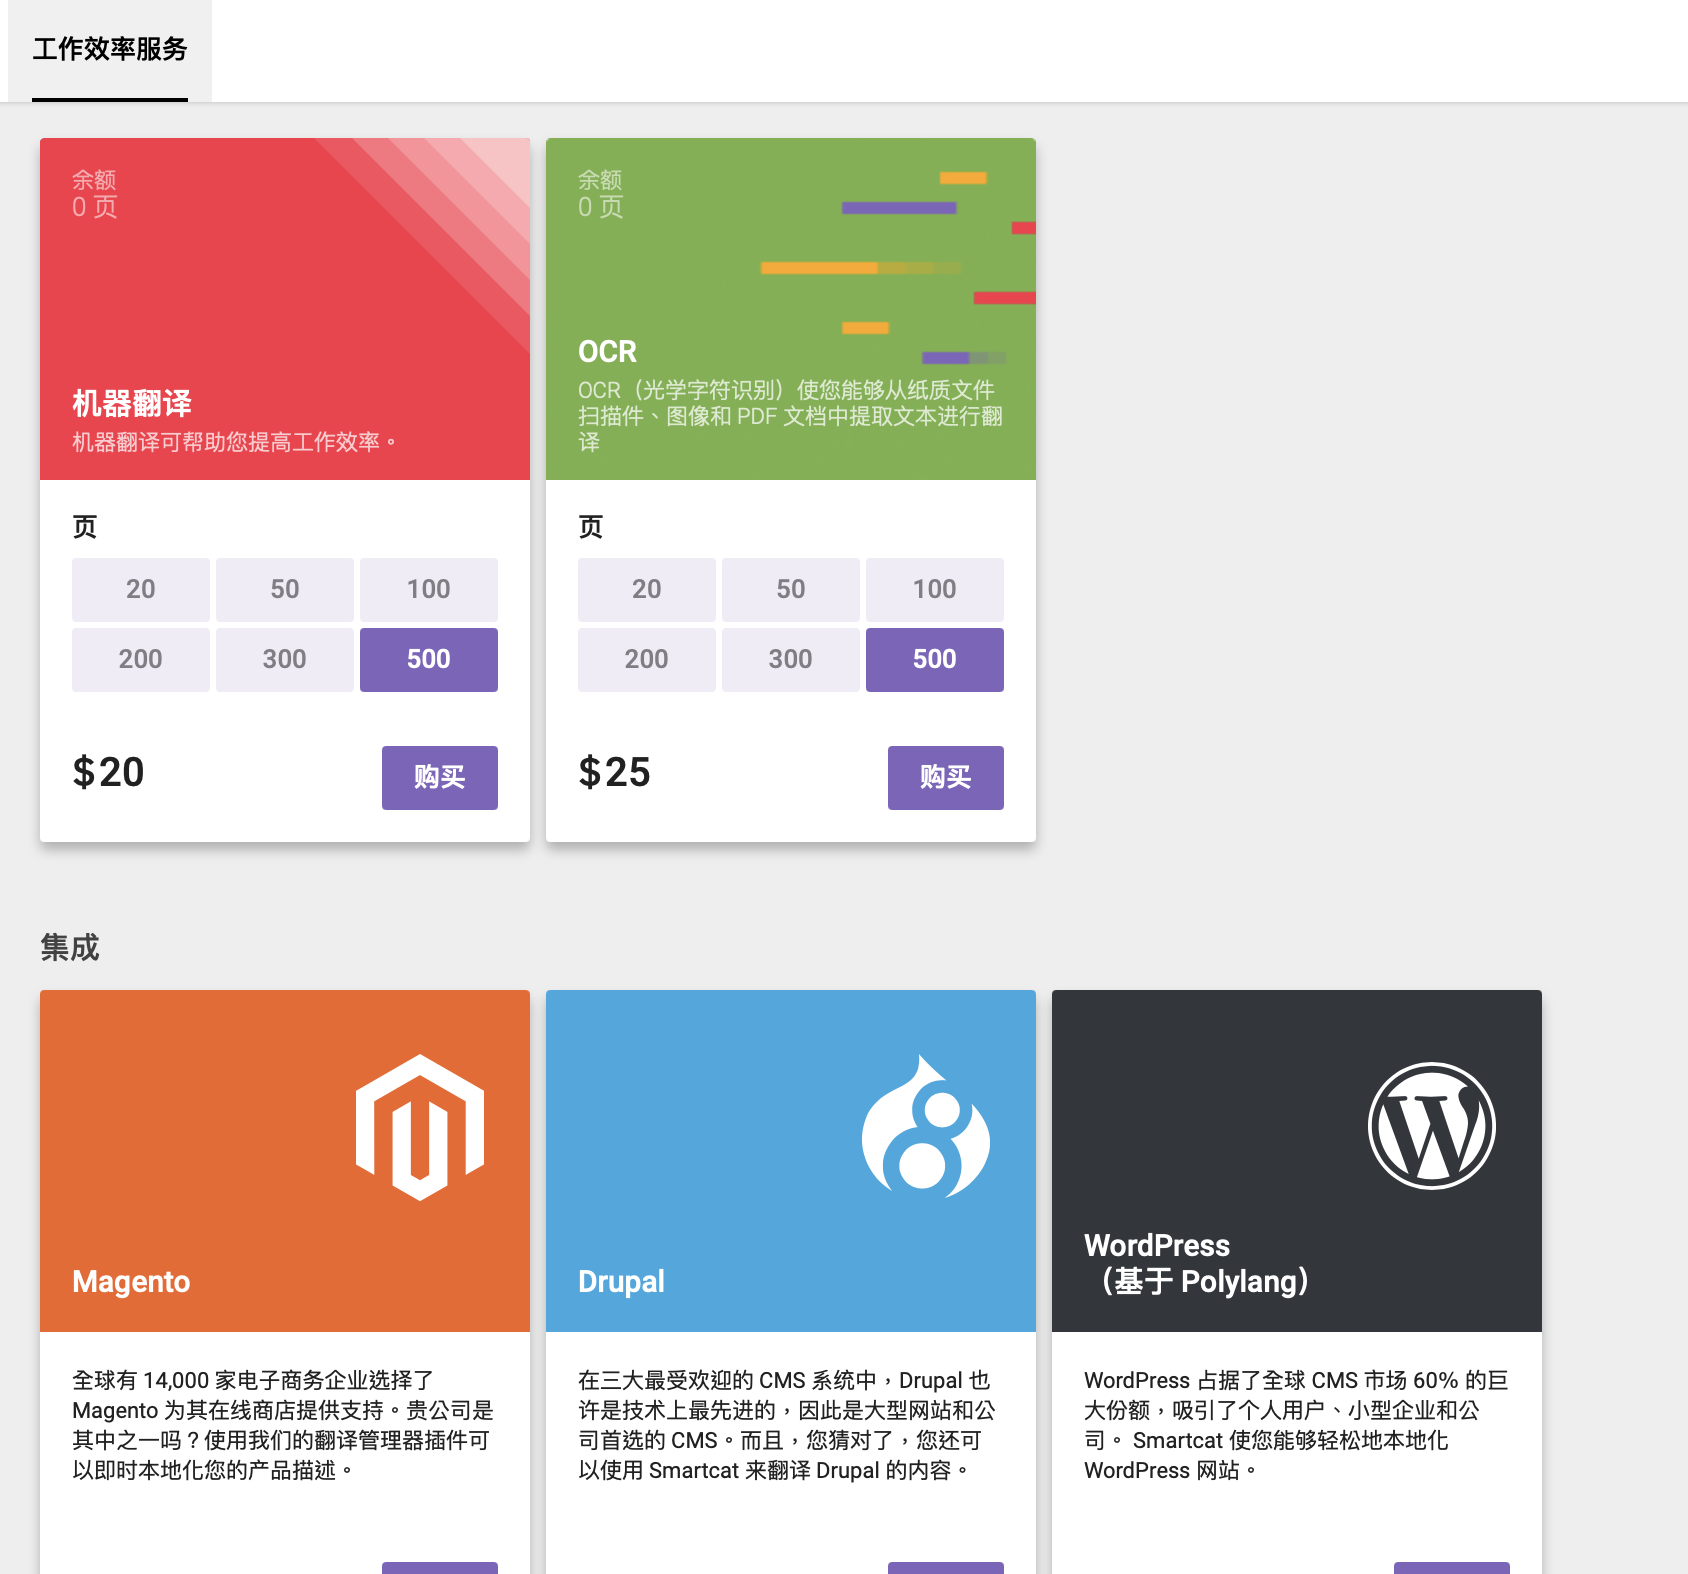 工作效率服务
余额
0 页
机器翻译
机器翻译可帮助您提高工作效率。
余额
0 页
OCR
OCR（光学字符识别）使您能够从纸质文件
扫描件、图像和 PDF 文档中提取文本进行翻
译
页
20 50 100
200 300 500
$20 购买
页
20 50 100
200 300 500
$25 购买
集成
Magento
全球有 14,000 家电子商务企业选择了
Magento 为其在线商店提供支持。贵公司是
其中之一吗？使用我们的翻译管理器插件可
以即时本地化您的产品描述。
Drupal
在三大最受欢迎的 CMS 系统中，Drupal 也
许是技术上最先进的，因此是大型网站和公
司首选的 CMS。而且，您猜对了，您还可
以使用 Smartcat 来翻译 Drupal 的内容。
WordPress
（基于 Polylang）
WordPress 占据了全球 CMS 市场 60% 的巨
大份额，吸引了个人用户、小型企业和公
司。 Smartcat 使您能够轻松地本地化
WordPress 网站。